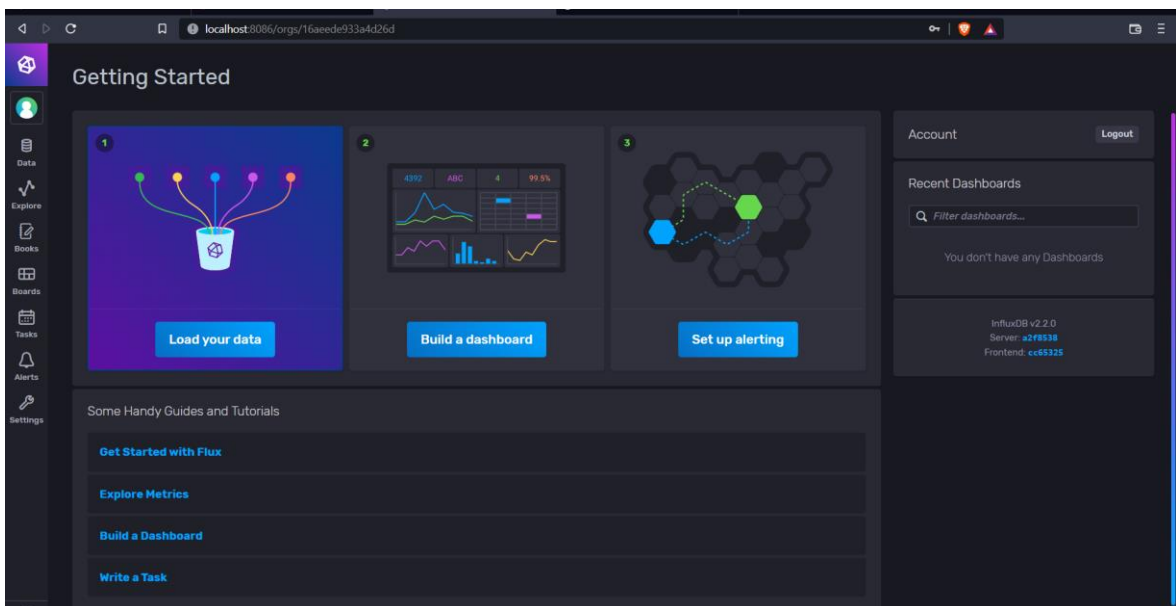 localhost:8086/orgs/16aeede933a4d26d
Getting Started
Data
Explore
Books
Boards
Tasks
Alerts
Settings
1
Load your data
2
4392 ABC 4 99.5%
Build a dashboard
3
Set up alerting
Some Handy Guides and Tutorials
Get Started with Flux
Explore Metrics
Build a Dashboard
Write a Task
Account
Logout
Recent Dashboards
Filter dashboards...
You don't have any Dashboards
InfluxDB v2.2.0
Server: a2f8538
Frontend: cc65325